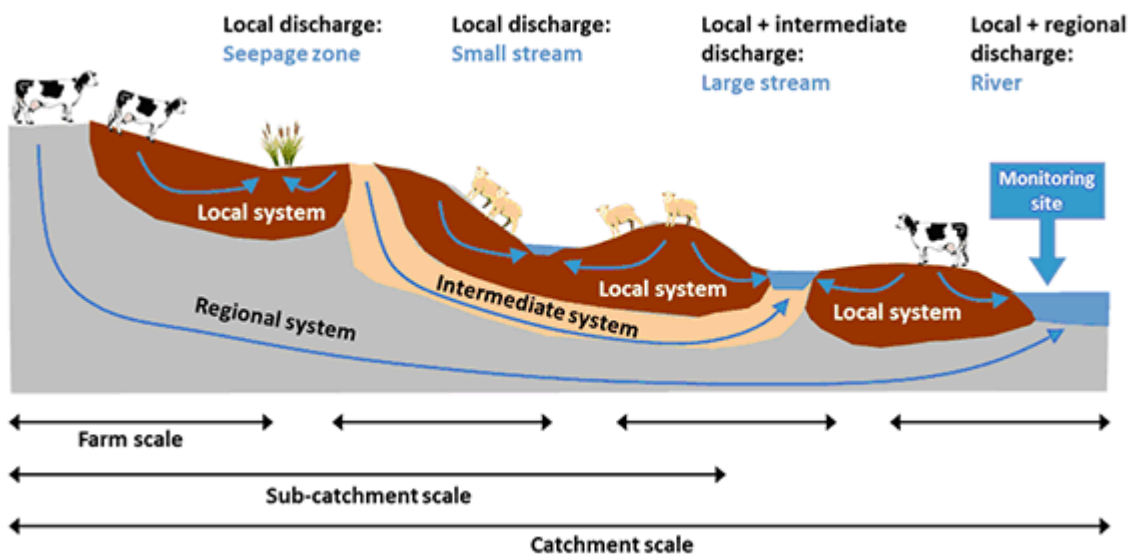 Local discharge:
Seepage zone
Local discharge:
Small stream
Local + intermediate
discharge:
Large stream
Local + regional
discharge:
River
Monitoring
site
Local system
Regional system
Intermediate system
Local system
Local system
Farm scale
Sub-catchment scale
Catchment scale